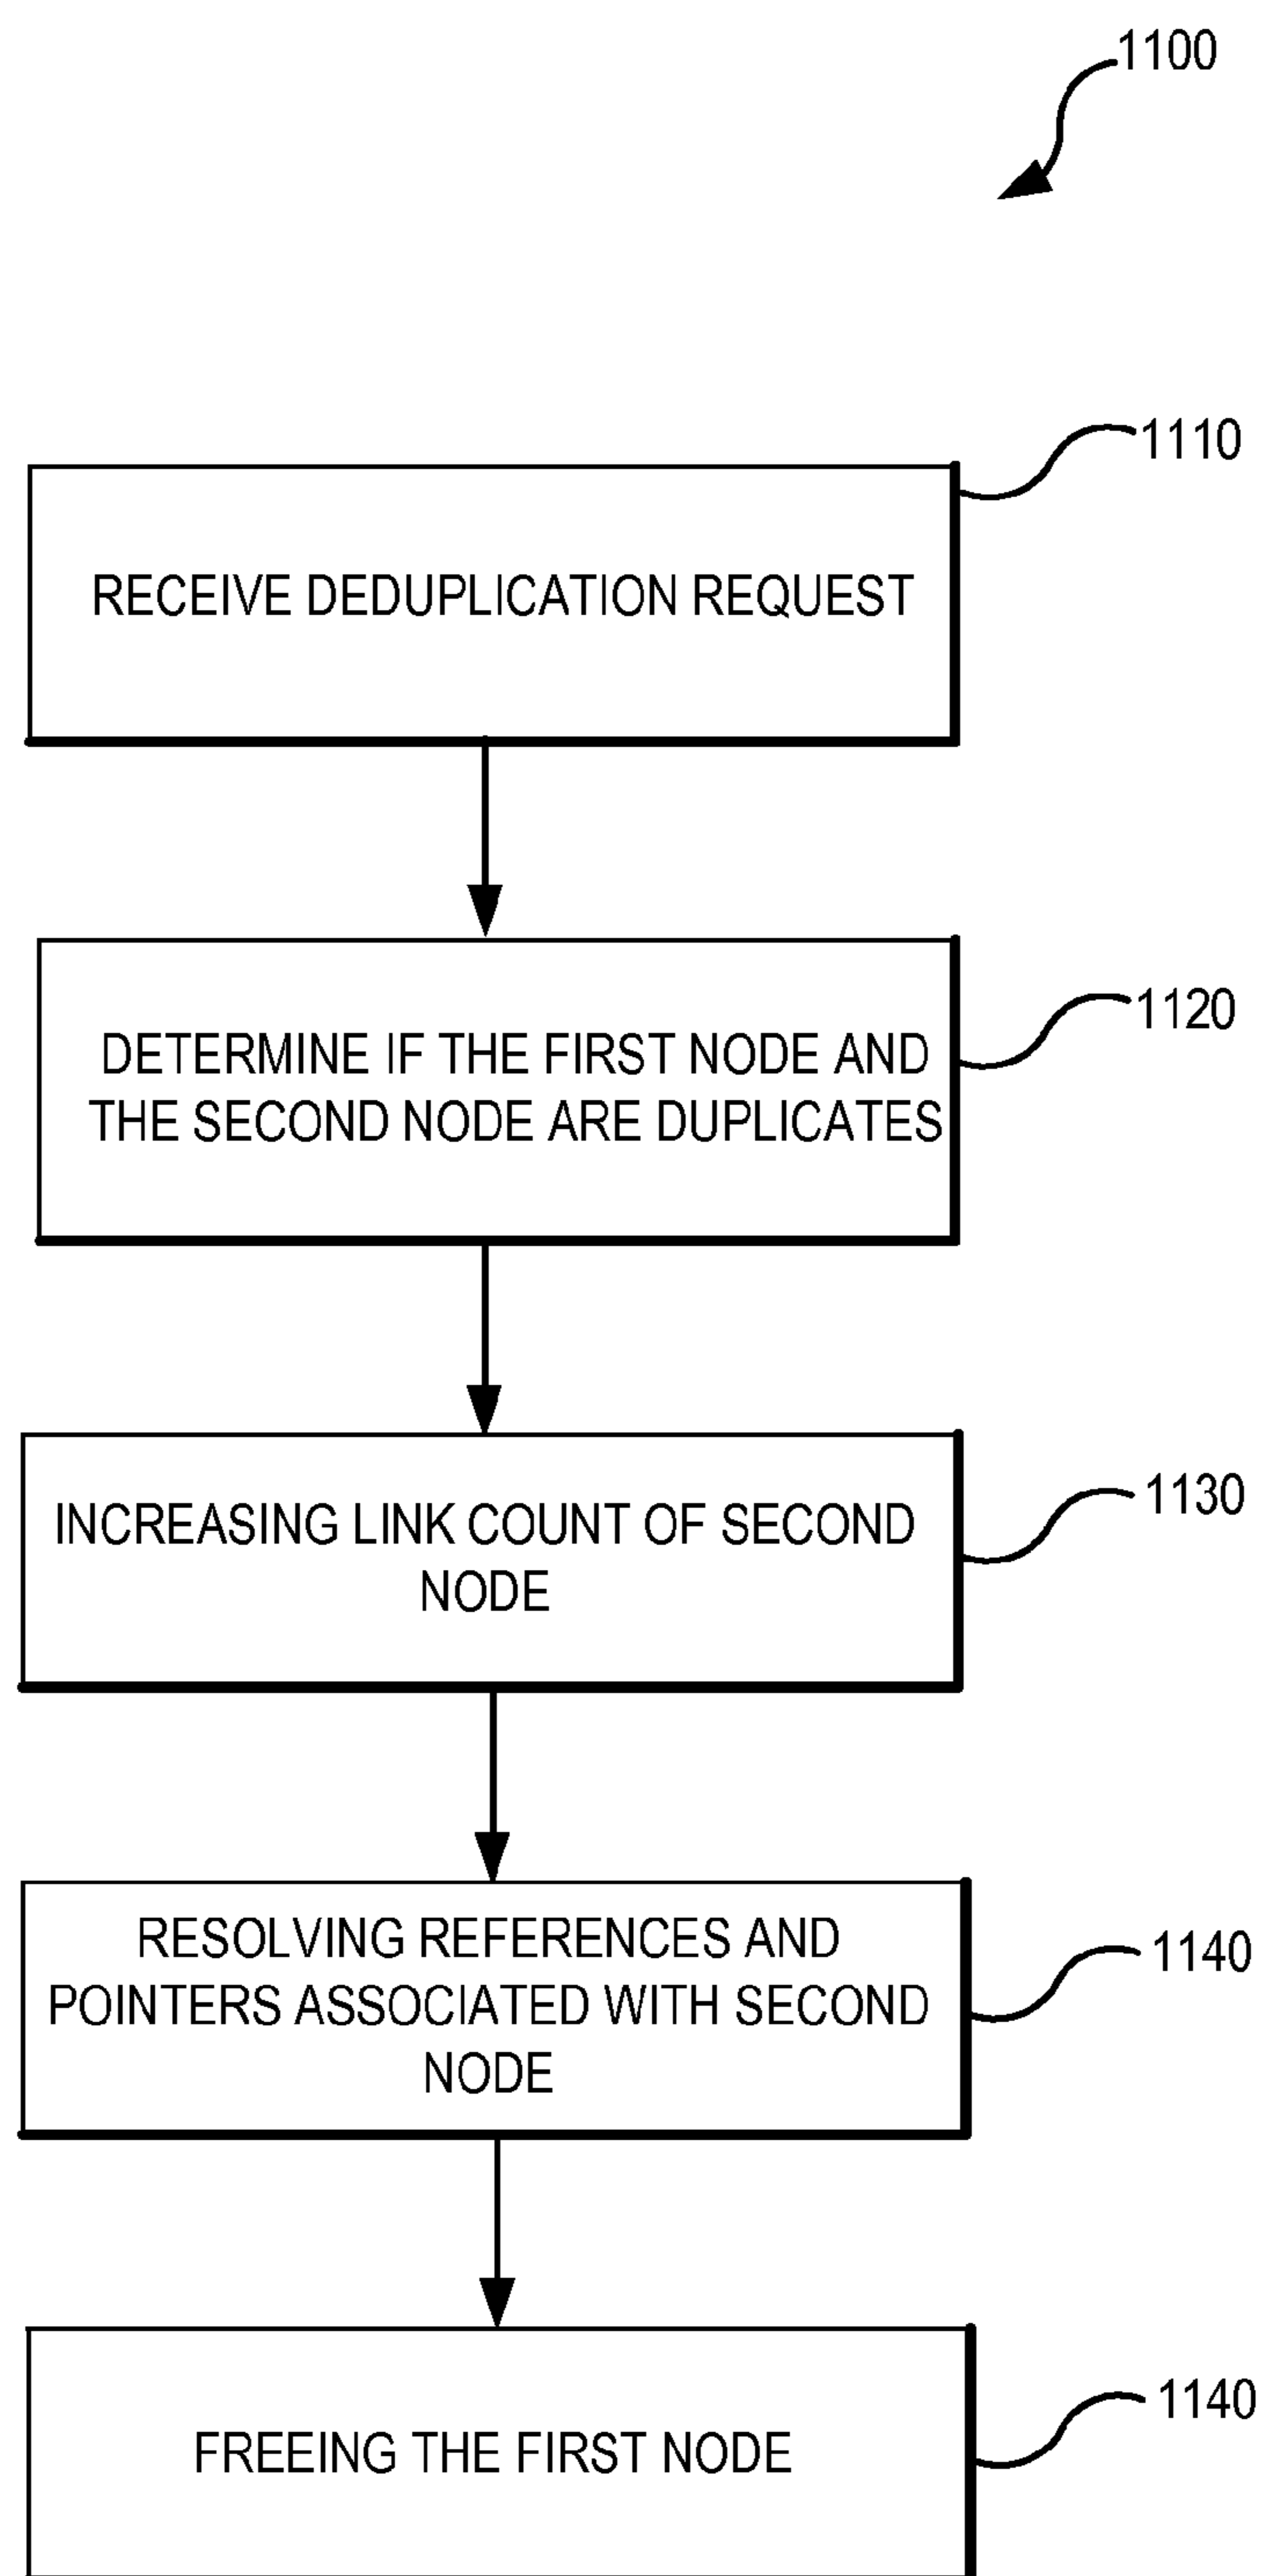 1100
1110
RECEIVE DEDUPLICATION REQUEST
1120
DETERMINE IF THE FIRST NODE AND
THE SECOND NODE ARE DUPLICATES
1130
INCREASING LINK COUNT OF SECOND
NODE
1140
RESOLVING REFERENCES AND
POINTERS ASSOCIATED WITH SECOND
NODE
1140
FREEING THE FIRST NODE